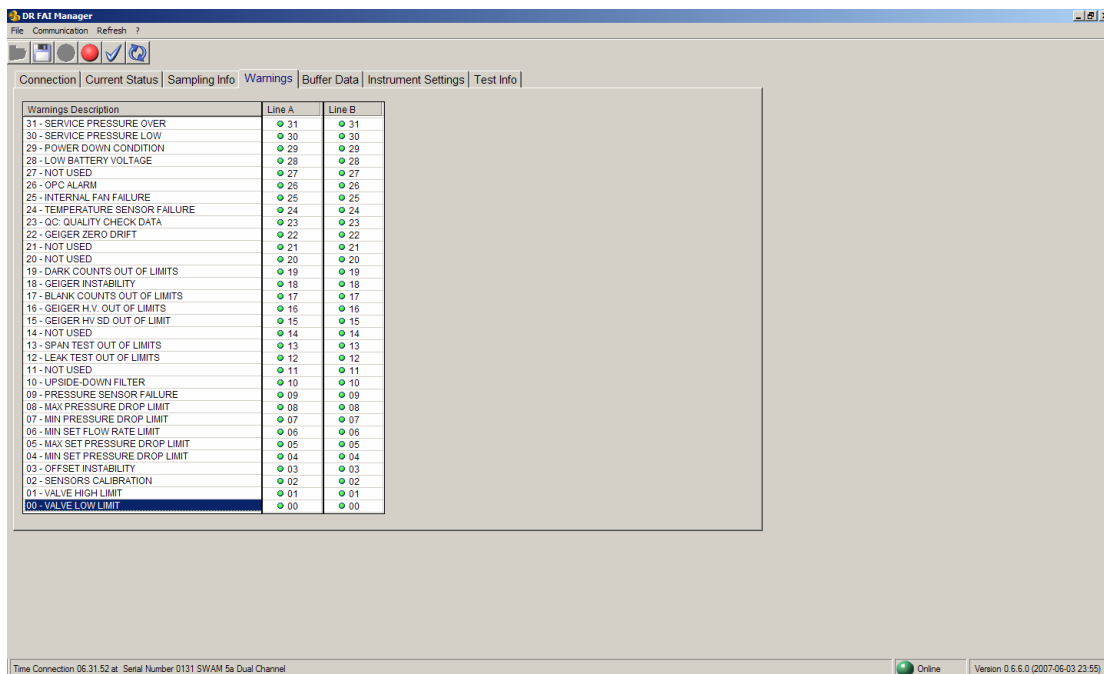 DR FAI Manager
File Communication Refresh ?
Connection Current Status Sampling Info Warnings Buffer Data Instrument Settings Test Info
Warnings Description Line A Line B
31 - SERVICE PRESSURE OVER 31 31
30 - SERVICE PRESSURE LOW 30 30
29 - POWER DOWN CONDITION 29 29
28 - LOW BATTERY VOLTAGE 28 28
27 - NOT USED 27 27
26 - OPC ALARM 26 26
25 - INTERNAL FAN FAILURE 25 25
24 - TEMPERATURE SENSOR FAILURE 24 24
23 - QC: QUALITY CHECK DATA 23 23
22 - GEIGER ZERO DRIFT 22 22
21 - NOT USED 21 21
20 - NOT USED 20 20
19 - DARK COUNTS OUT OF LIMITS 19 19
18 - GEIGER INSTABILITY 18 18
17 - BLANK COUNTS OUT OF LIMITS 17 17
16 - GEIGER H.V. OUT OF LIMITS 16 16
15 - GEIGER HV SD OUT OF LIMIT 15 15
14 - NOT USED 14 14
13 - SPAN TEST OUT OF LIMITS 13 13
12 - LEAK TEST OUT OF LIMITS 12 12
11 - NOT USED 11 11
10 - UPSIDE-DOWN FILTER 10 10
09 - PRESSURE SENSOR FAILURE 09 09
08 - MAX PRESSURE DROP LIMIT 08 08
07 - MIN PRESSURE DROP LIMIT 07 07
06 - MIN SET FLOW RATE LIMIT 06 06
05 - MAX SET PRESSURE DROP LIMIT 05 05
04 - MIN SET PRESSURE DROP LIMIT 04 04
03 - OFFSET INSTABILITY 03 03
02 - SENSORS CALIBRATION 02 02
01 - VALVE HIGH LIMIT 01 01
00 - VALVE LOW LIMIT 00 00
Time Connection 06.31.52 at Serial Number 0131 SWAM 5a Dual Channel Online Version 0.6.6.0 (2007-06-03 23:55)